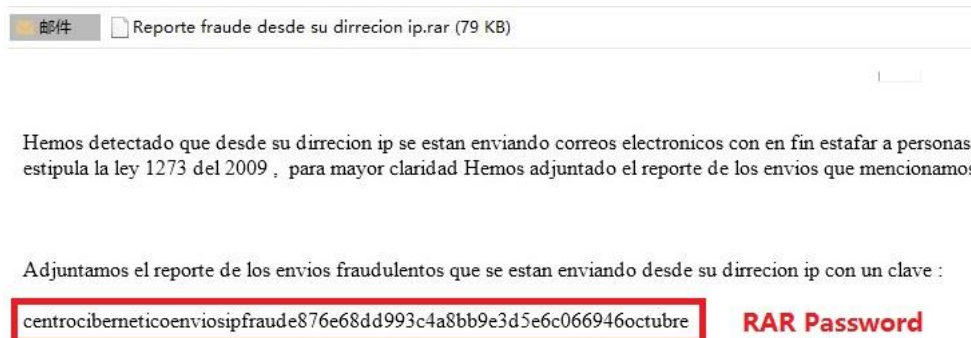 邮件 Reporte fraude desde su dirrecion ip.rar (79 KB)
Hemos detectado que desde su dirrecion ip se estan enviando correos electronicos con en fin estafar a personas
estipula la ley 1273 del 2009 , para mayor claridad Hemos adjuntado el reporte de los envios que mencionamos
Adjuntamos el reporte de los envios fraudulentos que se estan enviando desde su dirrecion ip con un clave :
centrociberneticoenviosipfraude876e68dd993c4a8bb9e3d5e6c066946octubre RAR Password